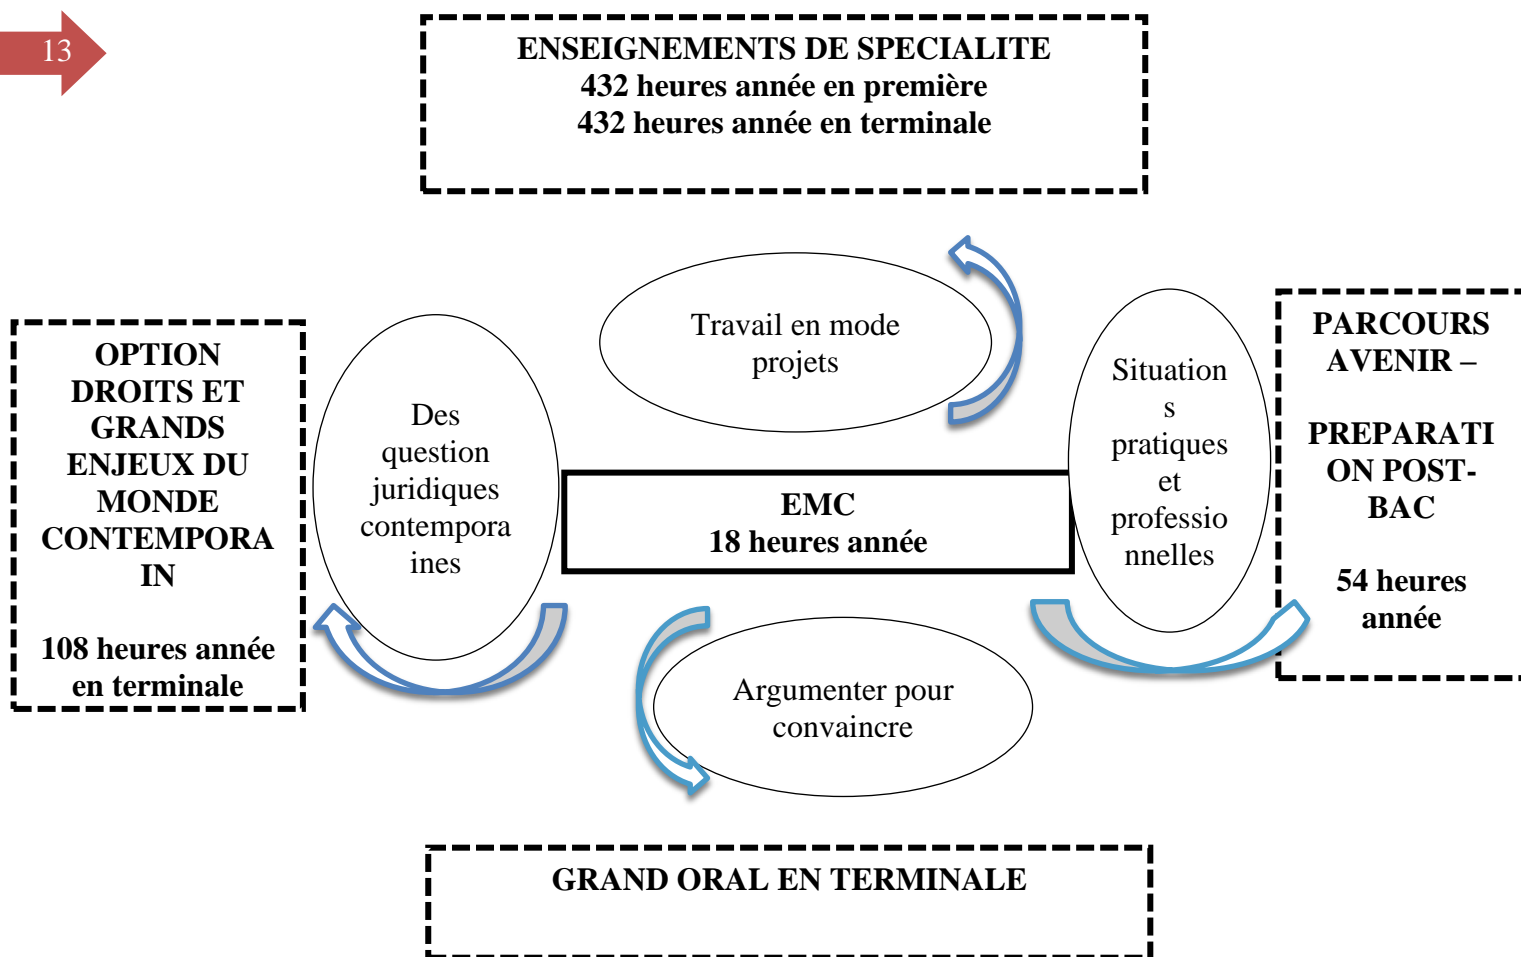 13
ENSEIGNEMENTS DE SPECIALITE
432 heures année en première
432 heures année en terminale
Travail en mode
projets
OPTION
DROITS ET
GRANDS
ENJEUX DU
MONDE
CONTEMPORA
IN
108 heures année
en terminale
Des
question
juridiques
contempora
ines
EMC
18 heures année
Situation
s
pratiques
et
professio
nnelles
PARCOURS
AVENIR –
PREPARATI
ON POST-
BAC
54 heures
année
Argumenter pour
convaincre
GRAND ORAL EN TERMINALE